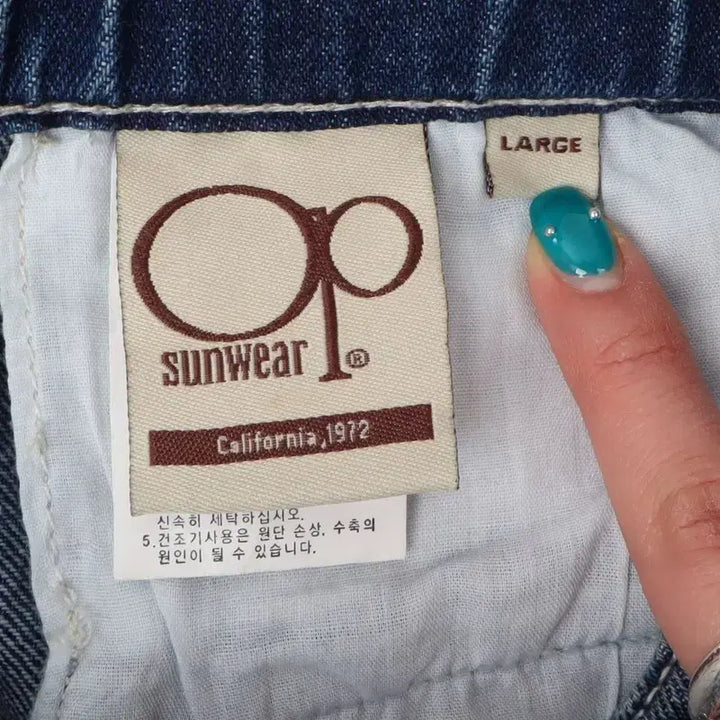 LARGE
op
sunwear®
California, 1972
신속히 세탁하십시오.
5.건조기사용은 원단 손상, 수축의
원인이 될 수 있습니다.